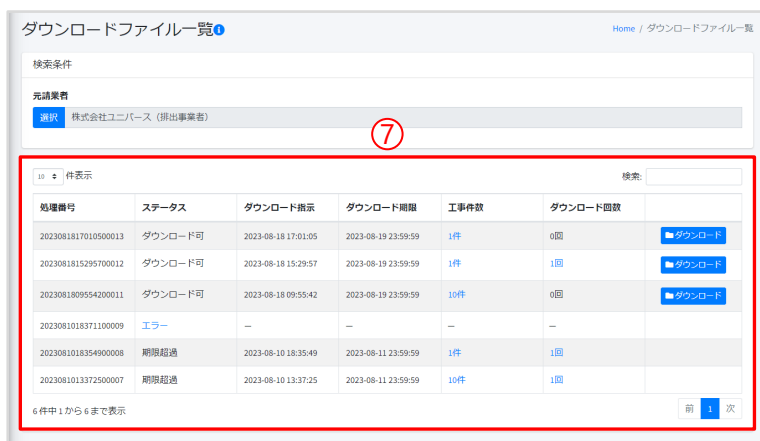 ダウンロードファイル一覧
Home / ダウンロードファイル一覧
検索条件
元請業者
選択 株式会社ユニバース（排出事業者）
⑦
10 件表示 検索:
処理番号 ステータス ダウンロード指示 ダウンロード期限 工事件数 ダウンロード回数
2023081817010500013 ダウンロード可 2023-08-18 17:01:05 2023-08-19 23:59:59 1件 0回 ダウンロード
2023081815295700012 ダウンロード可 2023-08-18 15:29:57 2023-08-19 23:59:59 1件 1回 ダウンロード
2023081809554200011 ダウンロード可 2023-08-18 09:55:42 2023-08-19 23:59:59 10件 0回 ダウンロード
2023081018371100009 エラー – – – –
2023081018354900008 期限超過 2023-08-10 18:35:49 2023-08-11 23:59:59 1件 1回
2023081013372500007 期限超過 2023-08-10 13:37:25 2023-08-11 23:59:59 10件 1回
6 件中 1 から 6 まで表示 前 1 次